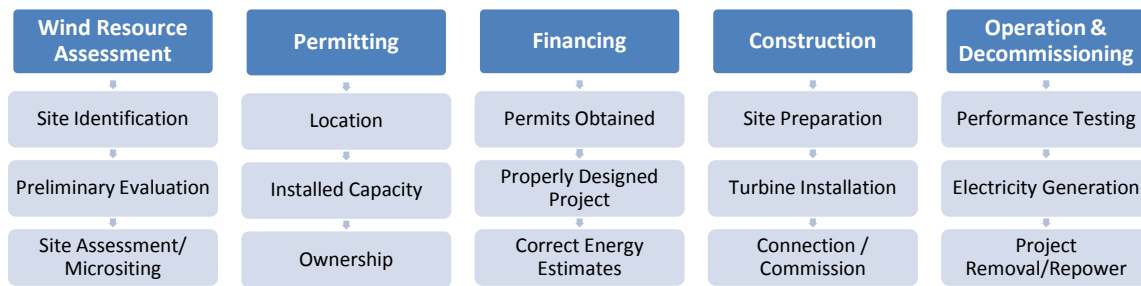 Wind Resource
Assessment
Site Identification
Preliminary Evaluation
Site Assessment/
Micrositing
Permitting
Location
Installed Capacity
Ownership
Financing
Permits Obtained
Properly Designed
Project
Correct Energy
Estimates
Construction
Site Preparation
Turbine Installation
Connection /
Commission
Operation &
Decommissioning
Performance Testing
Electricity Generation
Project
Removal/Repower